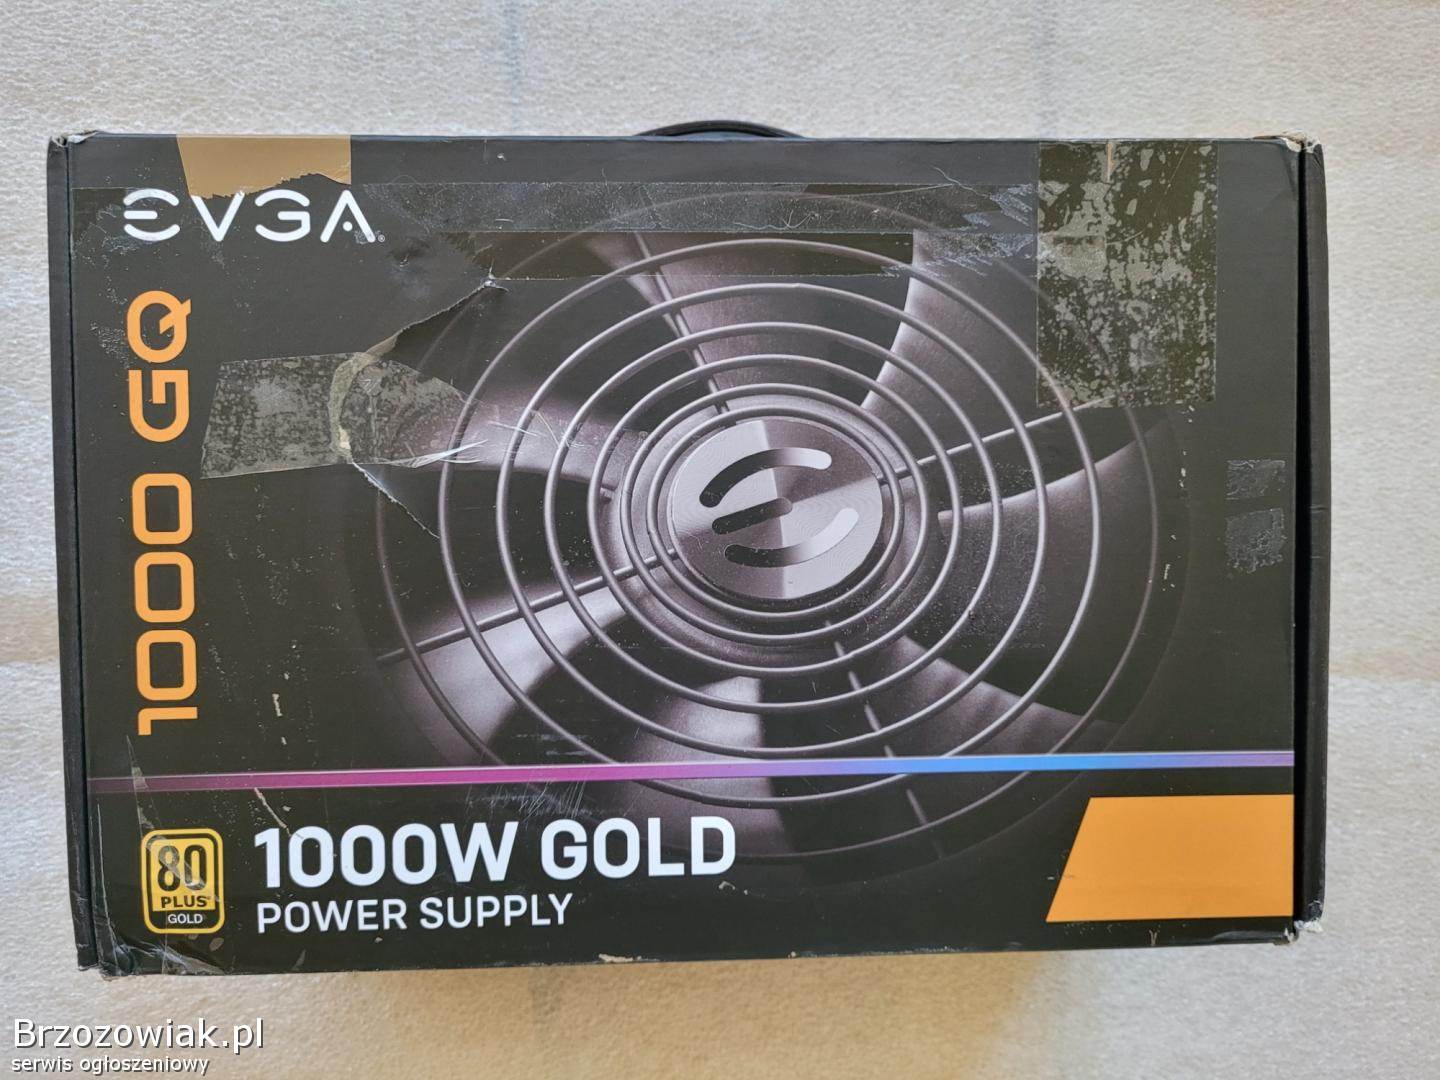 EVGA
1000 GQ
80
PLUS
GOLD
1000W GOLD
POWER SUPPLY
Brzozowiak.pl
serwis ogłoszeniowy